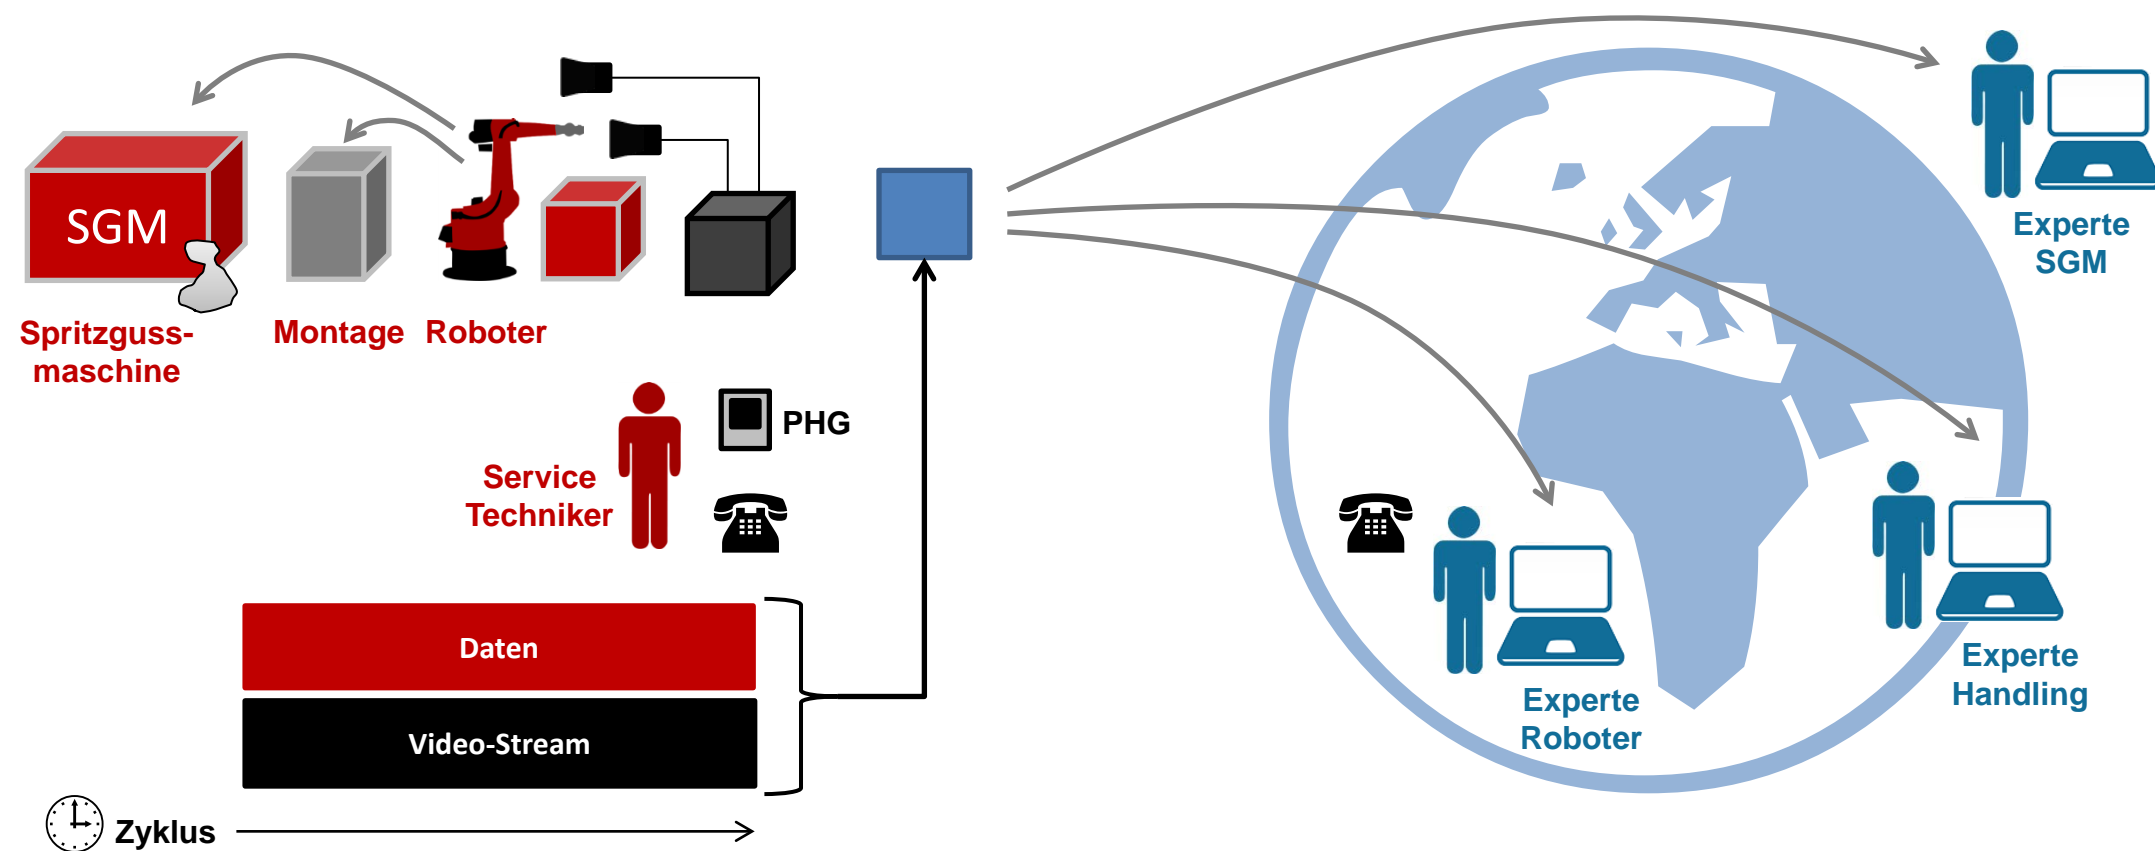 SGM
Spritzguss-
maschine
Montage
Roboter
PHG
Service
Techniker
Daten
Video-Stream
Zyklus
Experte
SGM
Experte
Handling
Experte
Roboter